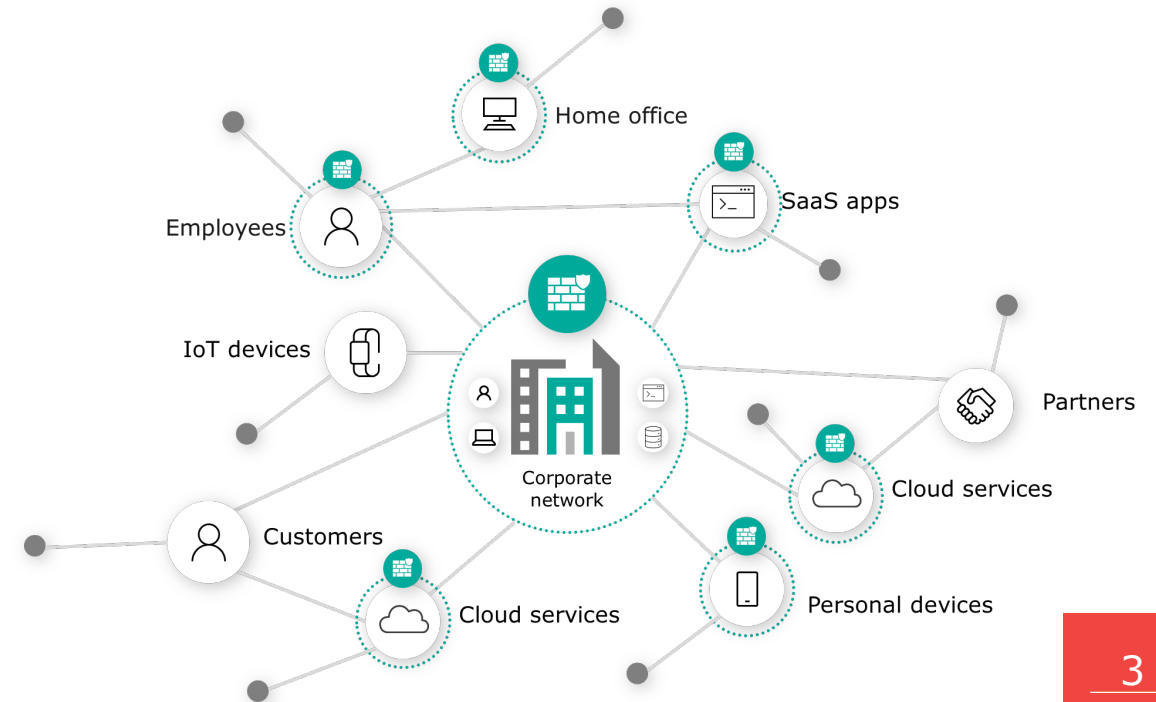 Home office
SaaS apps
Employees
IoT devices
Partners
Corporate
network
Cloud services
Customers
Personal devices
Cloud services
3